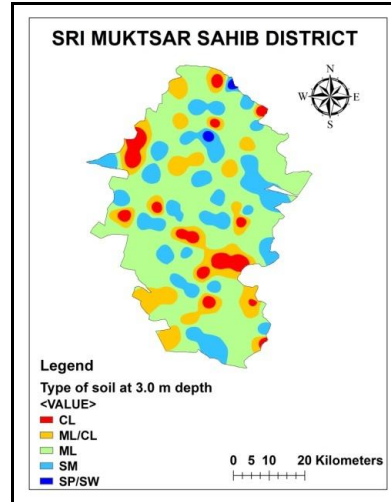 SRI MUKTSAR SAHIB DISTRICT
N
W E
S
Legend
Type of soil at 3.0 m depth
<VALUE>
CL
ML/CL
ML
SM
SP/SW
0 5 10 20 Kilometers